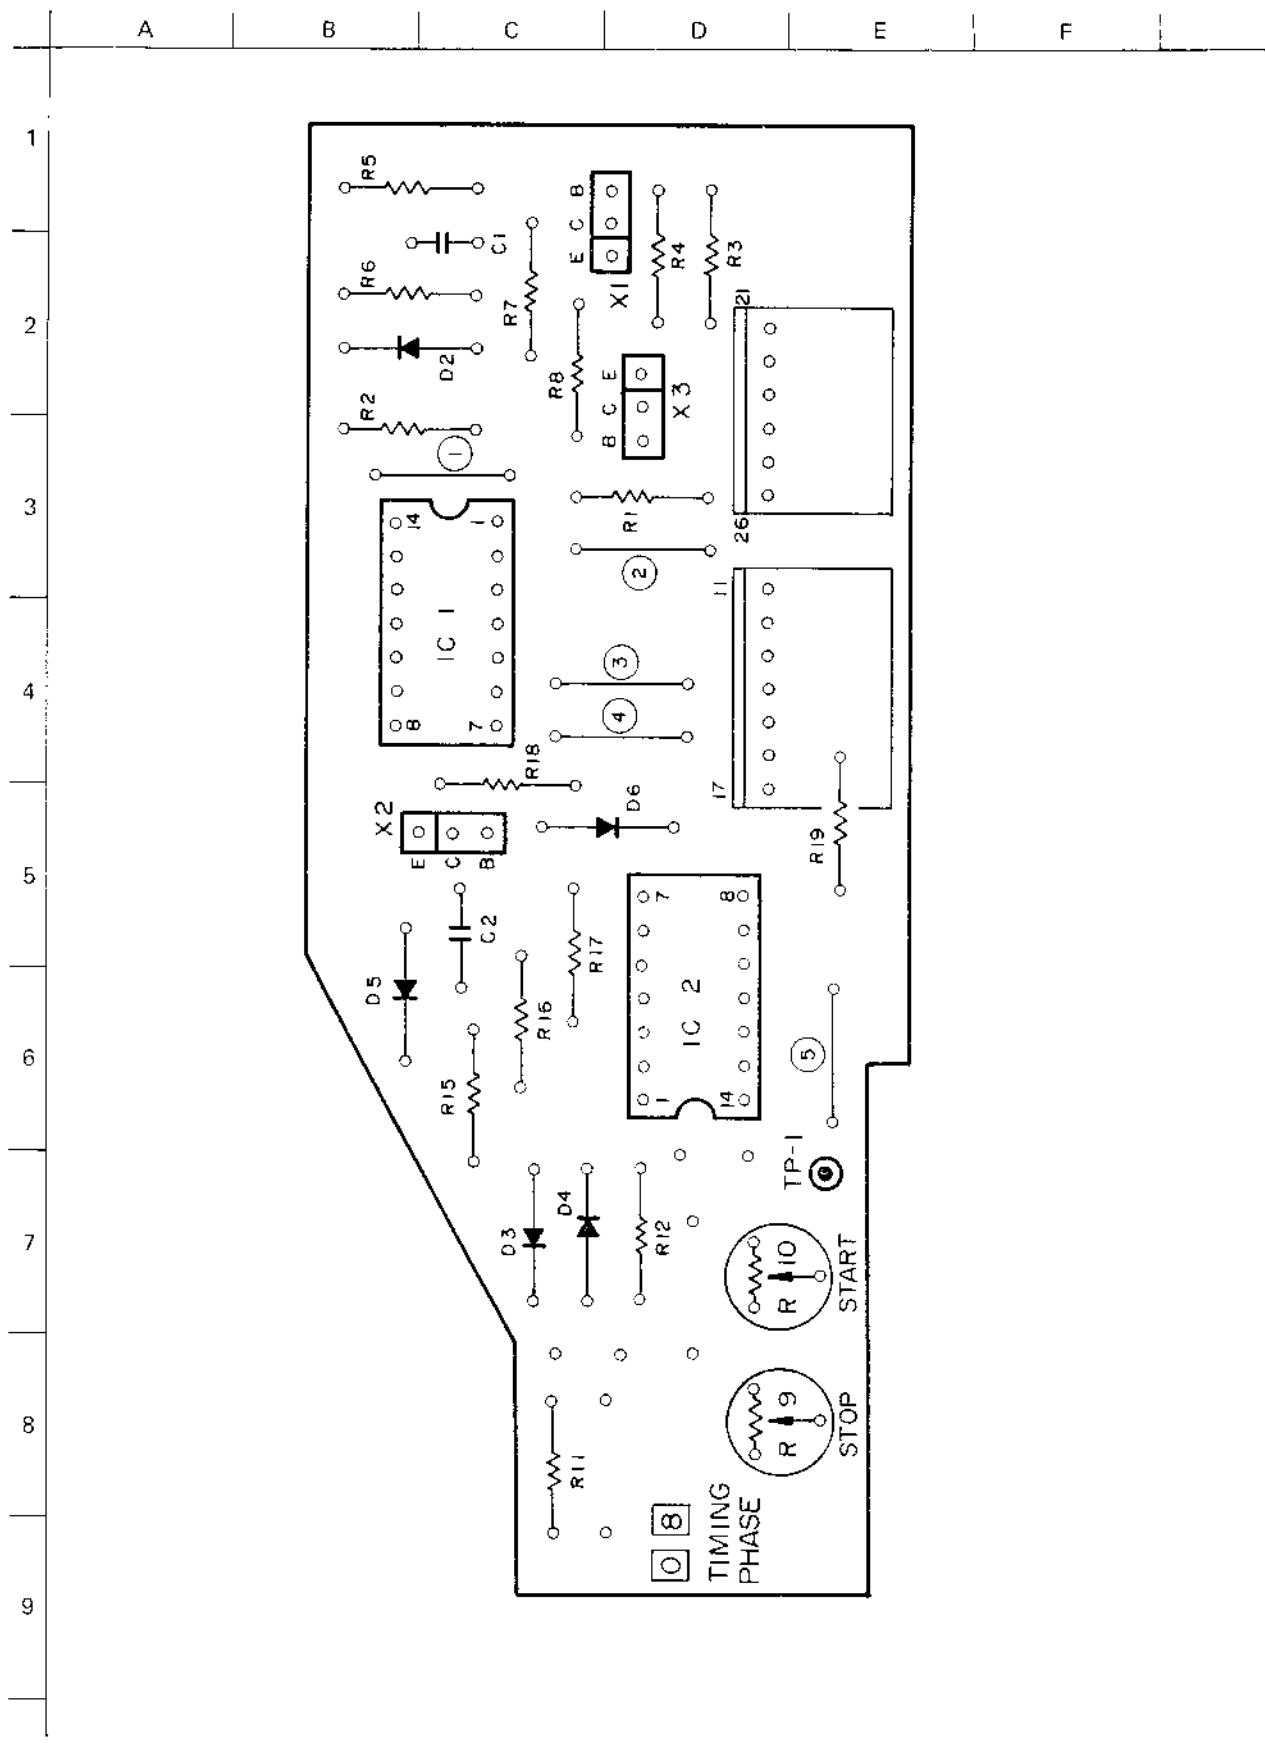 A B C D E F
1
2
3
4
5
6
7
8
9
R5
C1
R6
R7
D2
R2
R8
E C B
X1
R4
R3
21
B C E
X3
1
R1
26
2
14
1
IC 1
8
7
11
3
4
R18
17
X2
E
C
B
D6
R19
7
8
C2
D5
R17
R16
IC 2
R15
1
14
5
TP-1
D3
D4
R12
R 10
START
R 9
STOP
R11
0 8
TIMING
PHASE